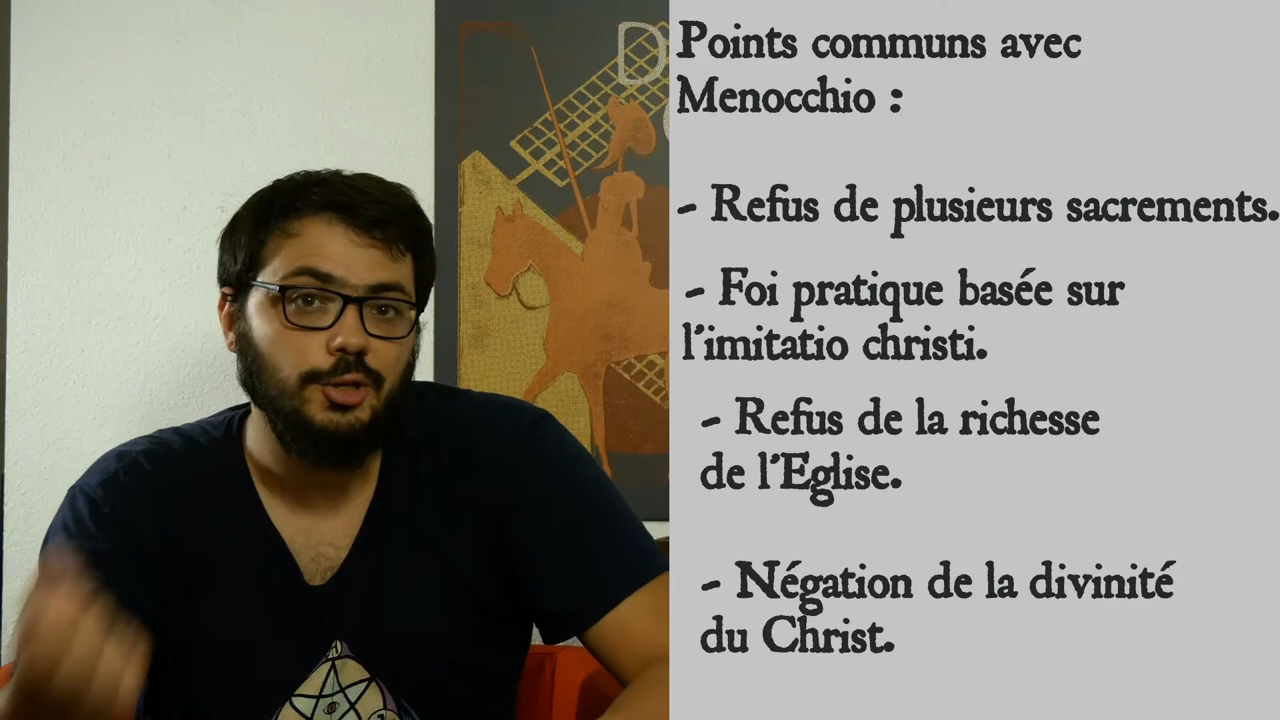 Points communs avec
Menocchio :
- Refus de plusieurs sacrements.
- Foi pratique basée sur
l'imitatio christi.
- Refus de la richesse
de l'Eglise.
- Négation de la divinité
du Christ.